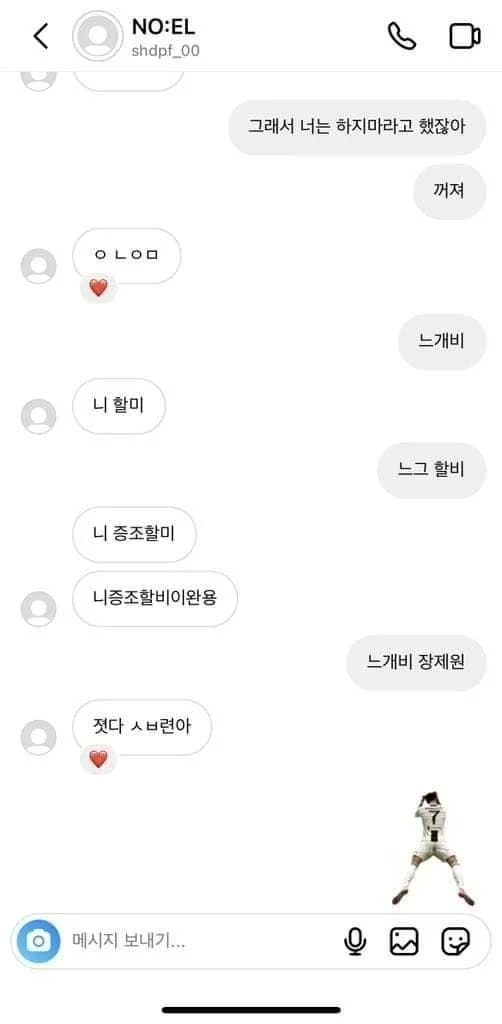 NO:EL
shdpf_00
그래서 너는 하지마라고 했잖아
꺼져
ㅇ ㄴㅇㅁ
느개비
니 할미
느그 할비
니 증조할미
니증조할비이완용
느개비 장제원
졋다 ㅅㅂ련아
7
메시지 보내기...